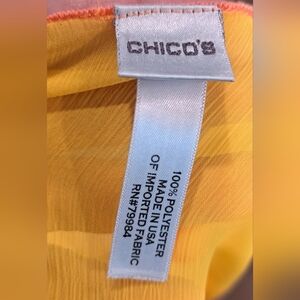 CHICO'S
100% POLYESTER
MADE IN USA
OF IMPORTED FABRIC
RN#79984